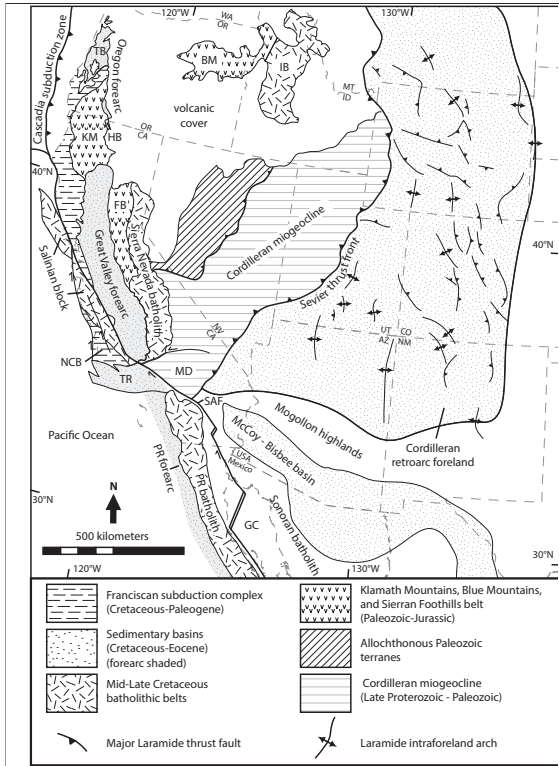 120°W
130°W
WA
OR
TB
Oregon forearc
Cascadia subduction zone
BM
IB
MT
ID
volcanic
cover
KM
HB
OR
CA
40°N
FB
Great Valley forearc
Sierra Nevada batholith
Salinian block
Cordilleran miogeocline
Sevier thrust front
40°N
NV
CA
UT
CO
AZ
NM
NCB
TR
MD
SAF
Mogollon highlands
McCoy - Bisbee basin
Cordilleran
retroarc foreland
Pacific Ocean
PR forearc
PR batholith
USA
Mexico
GC
Sonoran batholith
N
30°N
500 kilometers
30°N
120°W
130°W
Franciscan subduction complex
(Cretaceous-Paleogene)
Sedimentary basins
(Cretaceous-Eocene)
(forearc shaded)
Mid-Late Cretaceous
batholithic belts
Major Laramide thrust fault
Klamath Mountains, Blue Mountains,
and Sierran Foothills belt
(Paleozoic-Jurassic)
Allochthonous Paleozoic
terranes
Cordilleran miogeocline
(Late Proterozoic - Paleozoic)
Laramide intraforeland arch